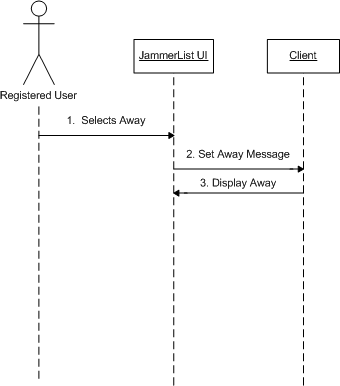 JammerList UI
Client
Registered User
1. Selects Away
2. Set Away Message
3. Display Away